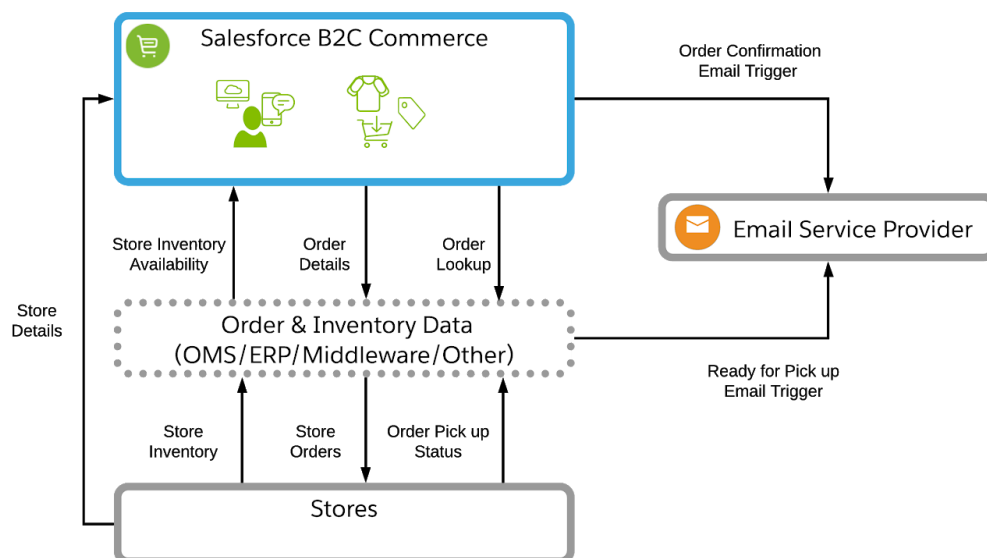 Salesforce B2C Commerce
Order Confirmation
Email Trigger
Email Service Provider
Store Inventory
Availability
Order
Details
Order
Lookup
Store
Details
Order & Inventory Data
(OMS/ERP/Middleware/Other)
Ready for Pick up
Email Trigger
Store
Inventory
Store
Orders
Order Pick up
Status
Stores